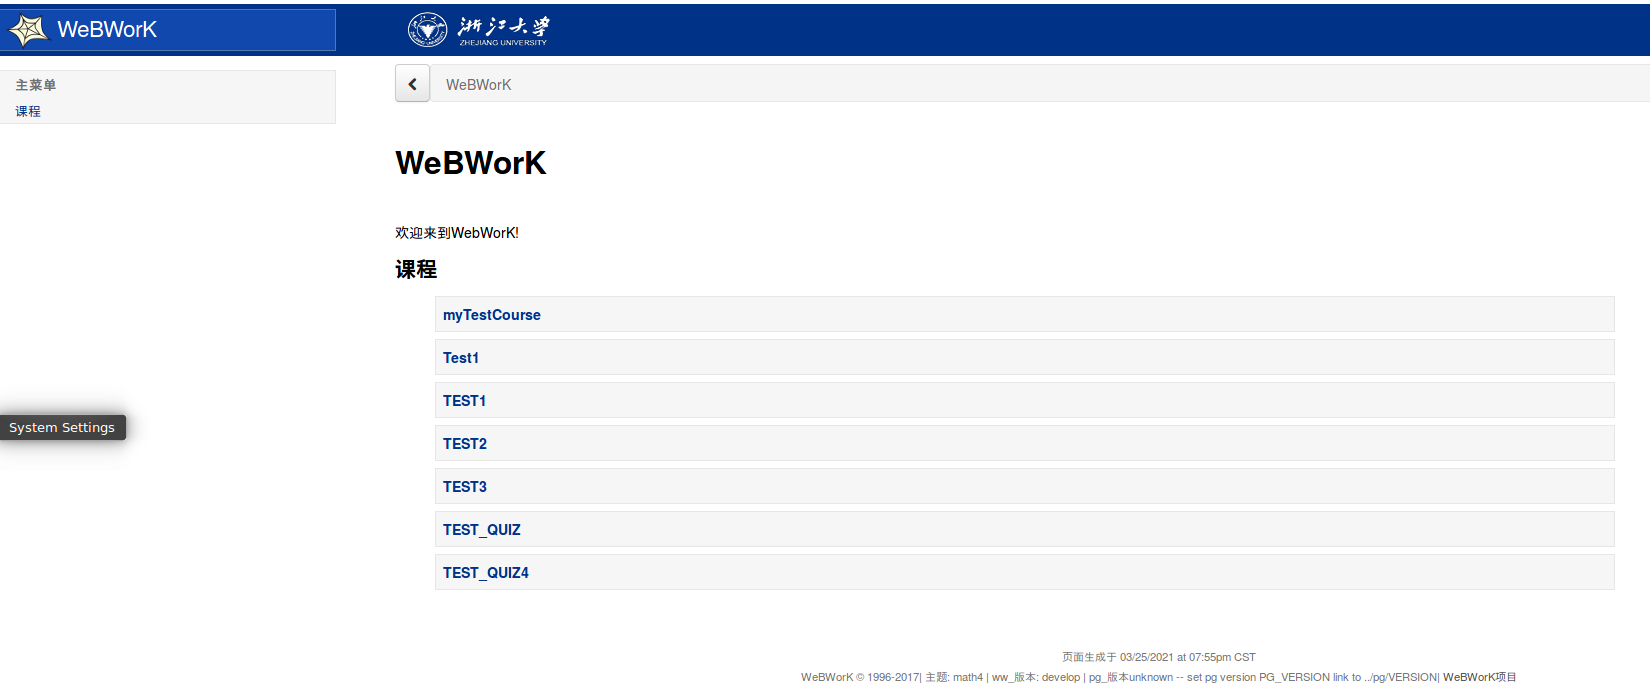 WeBWorK
浙江大学
ZHEJIANG UNIVERSITY
主菜单
课程
WeBWorK
WeBWorK
欢迎来到WebWorK!
课程
myTestCourse
Test1
TEST1
TEST2
System Settings
TEST3
TEST_QUIZ
TEST_QUIZ4
页面生成于 03/25/2021 at 07:55pm CST
WeBWorK © 1996-2017| 主题: math4 | ww_版本: develop | pg_版本unknown -- set pg version PG_VERSION link to ../pg/VERSION| WeBWorK项目